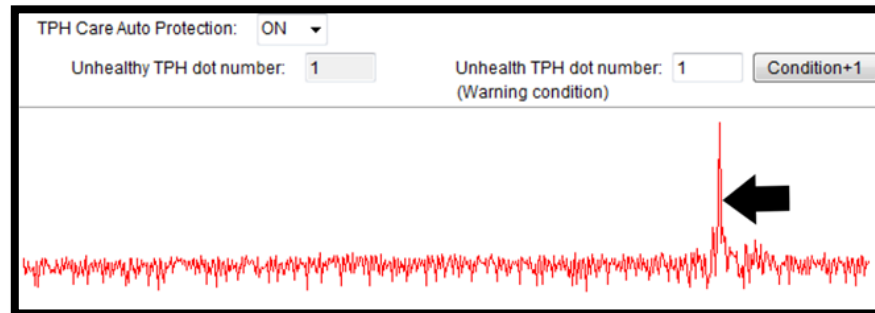 TPH Care Auto Protection: ON
Unhealthy TPH dot number: 1 Unhealth TPH dot number: 1 Condition+1
(Warning condition)